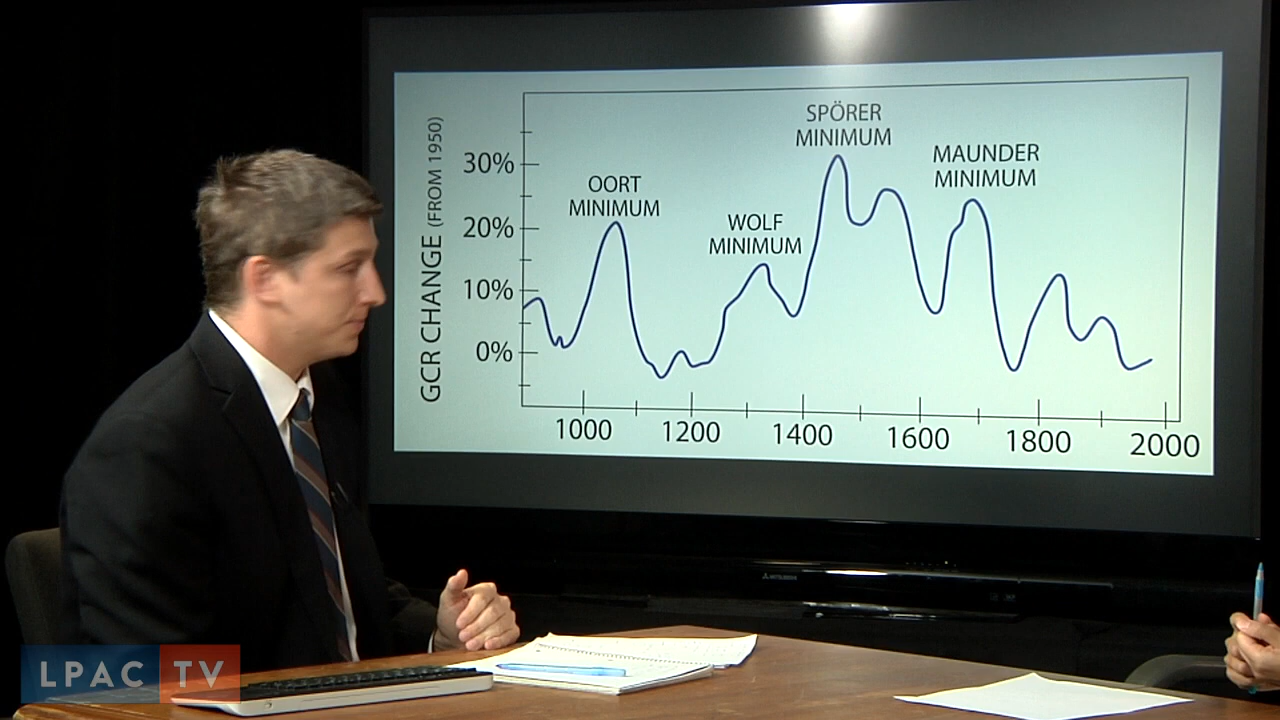 SPÖRER
MINIMUM
MAUNDER
MINIMUM
OORT
MINIMUM
WOLF
MINIMUM
GCR CHANGE (FROM 1950)
30%
20%
10%
0%
1000
1200
1400
1600
1800
2000
MITSUBISHI
LPAC TV